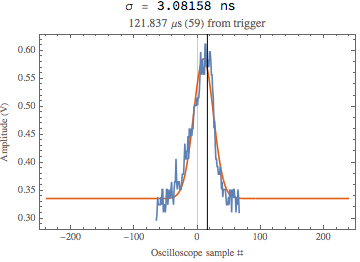 σ = 3.08158 ns
121.837 μs (59) from trigger
Amplitude (V)
0.60
0.55
0.50
0.45
0.40
0.35
0.30
-200 -100 0 100 200
Oscilloscope sample #